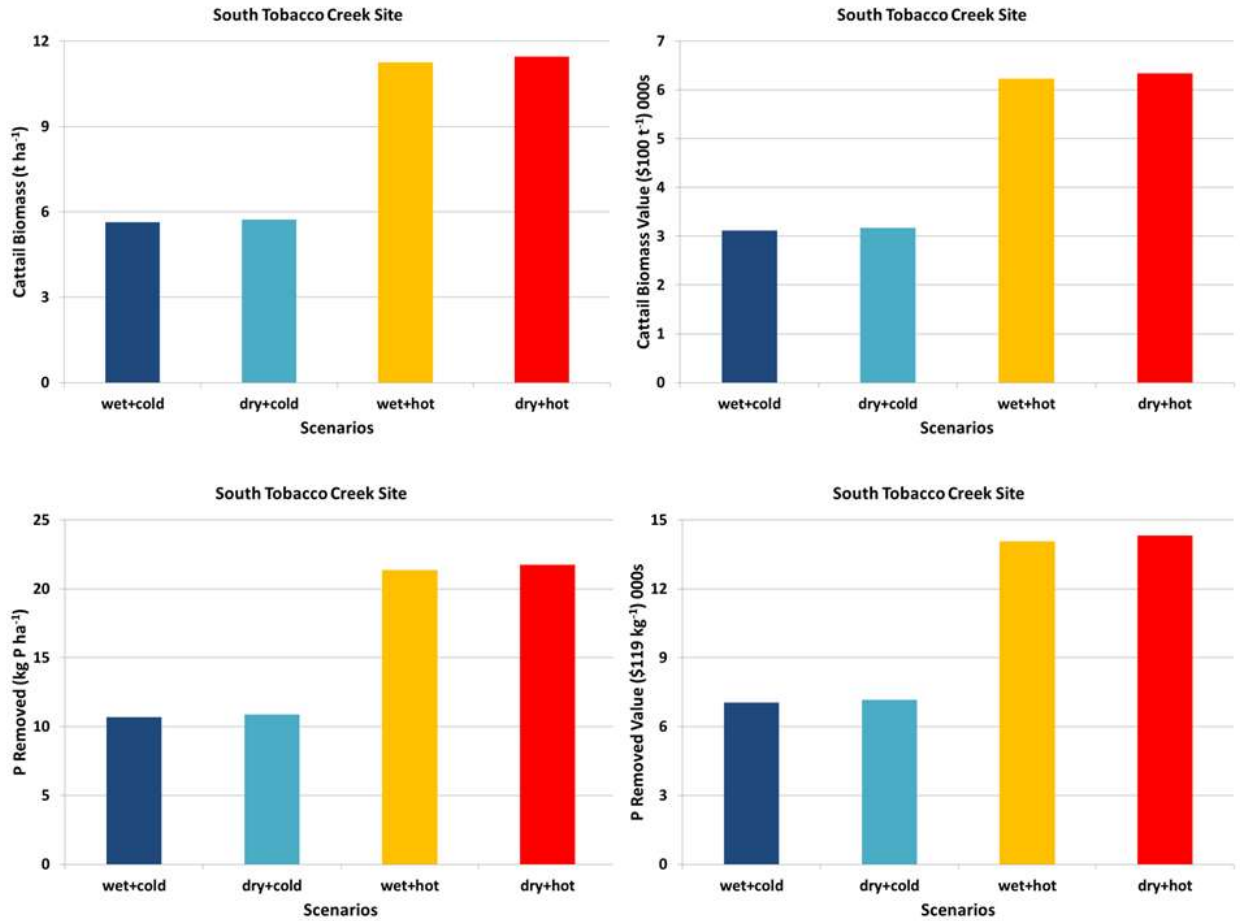 South Tobacco Creek Site
Cattail Biomass (t ha⁻¹)
12
9
6
3
0
wet+cold dry+cold wet+hot dry+hot
Scenarios
South Tobacco Creek Site
Cattail Biomass Value ($100 t⁻¹) 000s
7
6
5
4
3
2
1
0
wet+cold dry+cold wet+hot dry+hot
Scenarios
South Tobacco Creek Site
P Removed (kg P ha⁻¹)
25
20
15
10
5
0
wet+cold dry+cold wet+hot dry+hot
Scenarios
South Tobacco Creek Site
P Removed Value ($119 kg⁻¹) 000s
15
12
9
6
3
0
wet+cold dry+cold wet+hot dry+hot
Scenarios